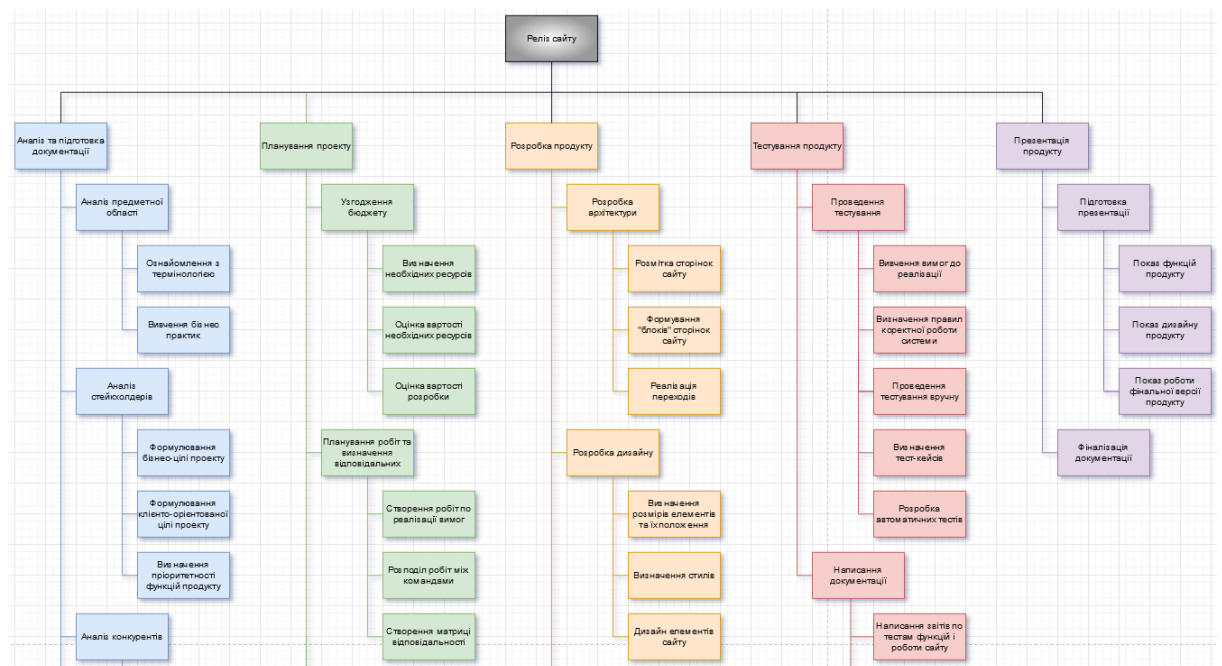 Реліз сайту
Аналіз та підготовка
документації
Планування проекту
Розробка продукту
Тестування продукту
Презентація
продукту
Аналіз предметної
області
Ознайомлення з
термінологією
Вивчення бізнес
практик
Аналіз
стейкхолдерів
Формулювання
бізнес-цілі проекту
Формулювання
клієнто-орієнтованої
цілі проекту
Визначення
пріоритетності
функцій продукту
Аналіз конкурентів
Узгодження
бюджету
Визначення
необхідних ресурсів
Оцінка вартості
необхідних ресурсів
Оцінка вартості
розробки
Планування робіт та
визначення
відповідальних
Створення робіт по
реалізації вимог
Розподіл робіт між
командами
Створення матриці
відповідальності
Розробка
архітектури
Розмітка сторінок
сайту
Формування
"блоків" сторінок
сайту
Реалізація
переходів
Розробка дизайну
Визначення
розмірів елементів
та їх положення
Визначення стилів
Дизайн елементів
сайту
Проведення
тестування
Вивчення вимог до
реалізації
Визначення правил
коректної роботи
системи
Проведення
тестування вручну
Визначення
тест-кейсів
Розробка
автоматичних тестів
Написання
документації
Написання звітів по
тестам функцій і
роботи сайту
Підготовка
презентації
Показ функцій
продукту
Показ дизайну
продукту
Показ роботи
фінальної версії
продукту
Фіналізація
документації